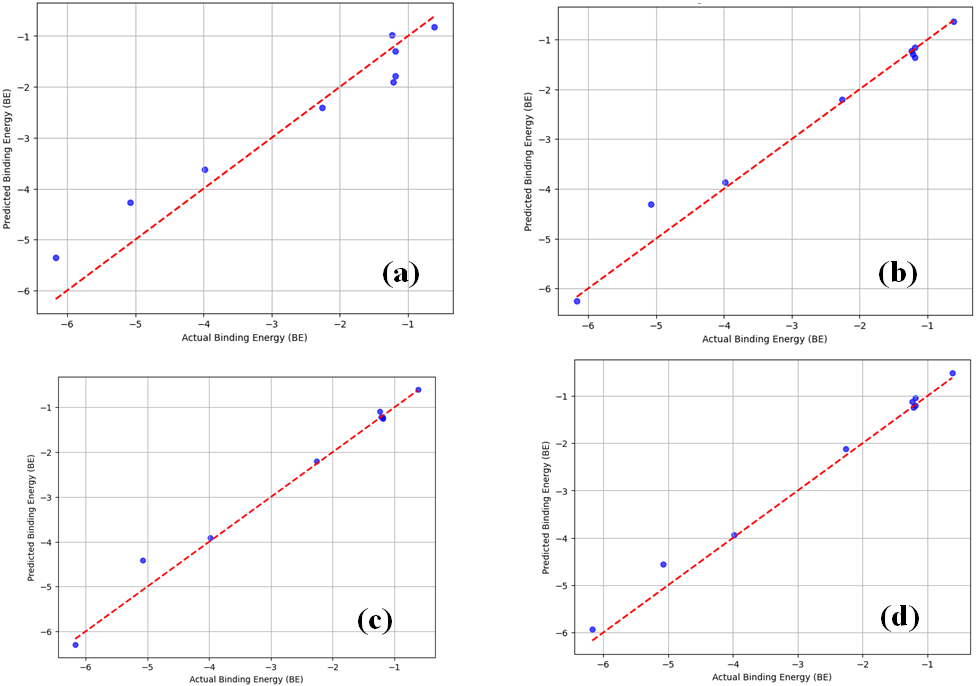 −1
−2
−3
−4
−5
−6
Predicted Binding Energy (BE)
−6 −5 −4 −3 −2 −1
Actual Binding Energy (BE)
(a)
−1
−2
−3
−4
−5
−6
Predicted Binding Energy (BE)
−6 −5 −4 −3 −2 −1
Actual Binding Energy (BE)
(b)
−1
−2
−3
−4
−5
−6
Predicted Binding Energy (BE)
−6 −5 −4 −3 −2 −1
Actual Binding Energy (BE)
(c)
−1
−2
−3
−4
−5
−6
Predicted Binding Energy (BE)
−6 −5 −4 −3 −2 −1
Actual Binding Energy (BE)
(d)